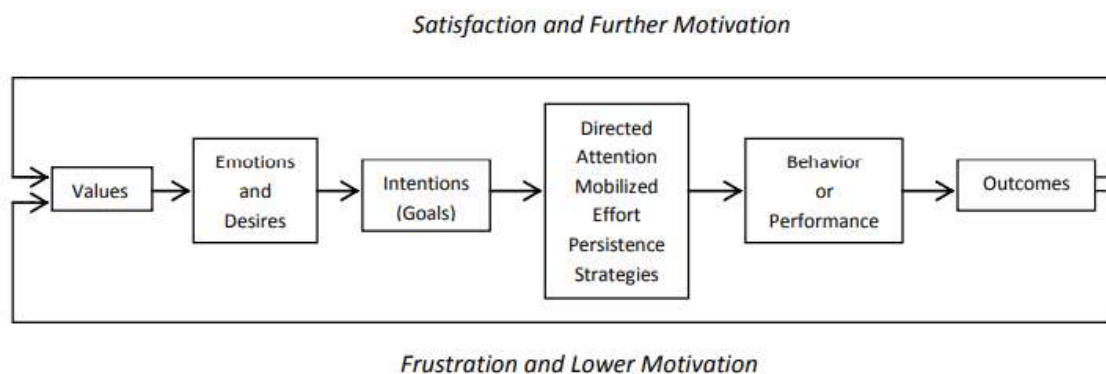 Satisfaction and Further Motivation
Values
Emotions
and
Desires
Intentions
(Goals)
Directed
Attention
Mobilized
Effort
Persistence
Strategies
Behavior
or
Performance
Outcomes
Frustration and Lower Motivation